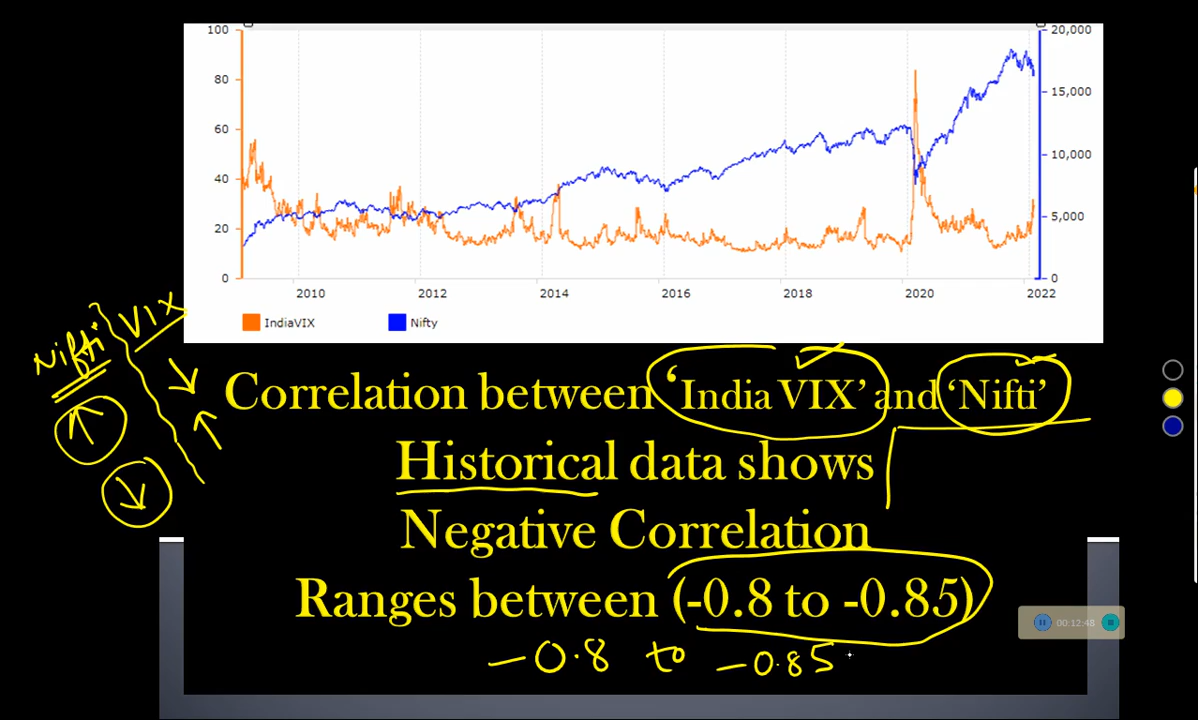 100
20,000
80
15,000
60
10,000
40
5,000
20
0
0
2010 2012 2014 2016 2018 2020 2022
IndiaVIX Nifty
Nifti VIX
Correlation between 'India VIX' and 'Nifti'
Historical data shows
Negative Correlation
Ranges between (-0.8 to -0.85)
00:12:48
-0.8 to -0.85